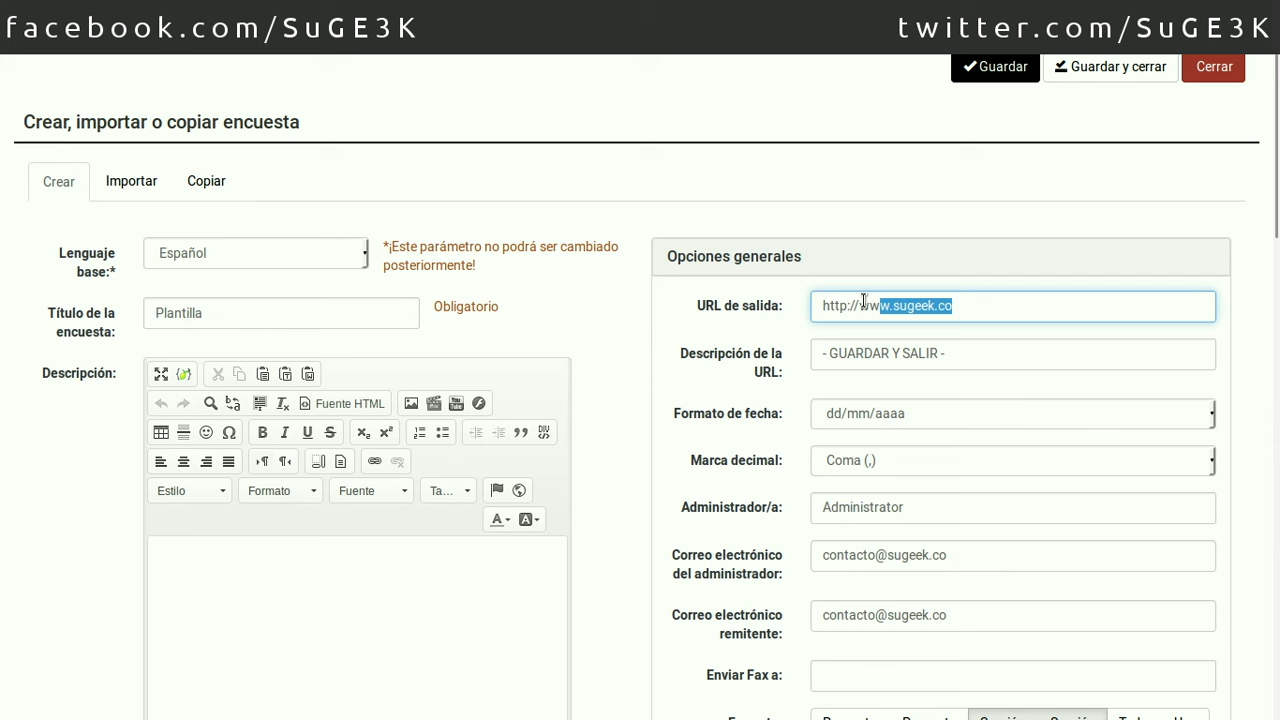 facebook.com/SuGE3K
twitter.com/SuGE3K
Guardar
Guardar y cerrar
Cerrar
Crear, importar o copiar encuesta
Crear
Importar
Copiar
Lenguaje base:*
Español
*¡Este parámetro no podrá ser cambiado
posteriormente!
Título de la
encuesta:
Plantilla
Obligatorio
Descripción:
Fuente HTML
Estilo
Formato
Fuente
Ta...
Opciones generales
URL de salida:
http://www.sugeek.co
Descripción de la
URL:
- GUARDAR Y SALIR -
Formato de fecha:
dd/mm/aaaa
Marca decimal:
Coma (,)
Administrador/a:
Administrator
Correo electrónico
del administrador:
contacto@sugeek.co
Correo electrónico
remitente:
contacto@sugeek.co
Enviar Fax a: